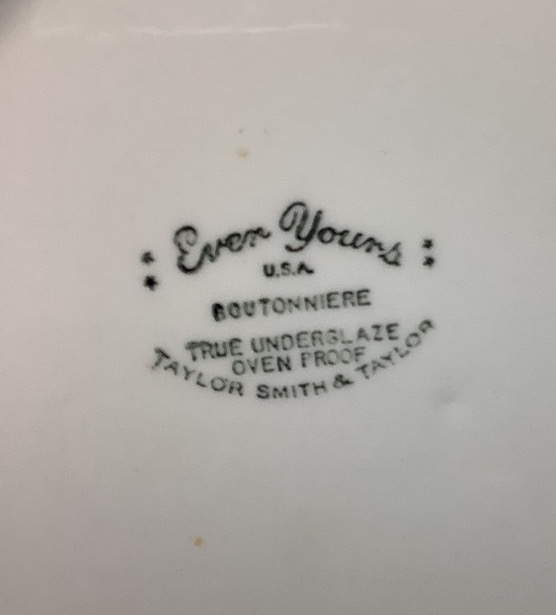 Ever Yours
U.S.A.
BOUTONNIERE
TRUE UNDERGLAZE
OVEN PROOF
TAYLOR SMITH & TAYLOR